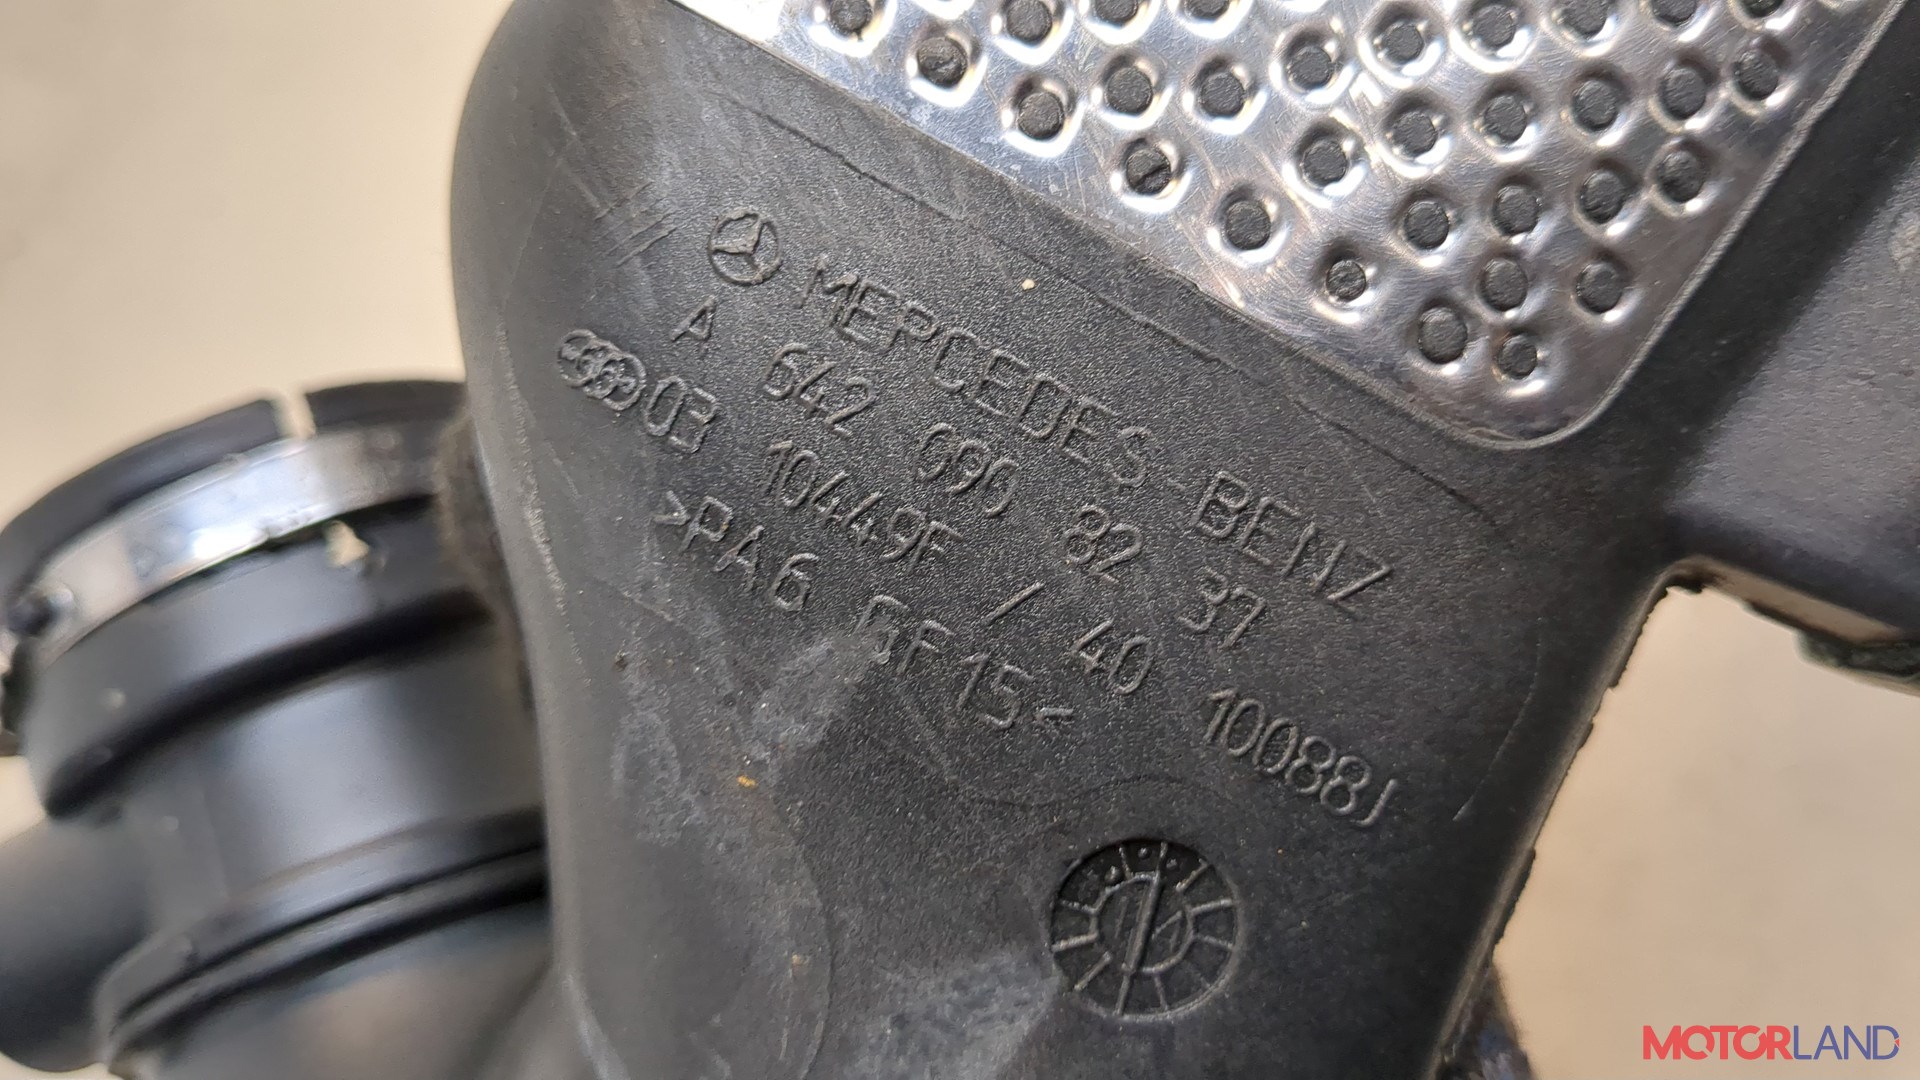 MERCEDES-BENZ
A 642 090 82 37
03 10449F / 40 10088J
>PA6 GF15<
MOTORLAND